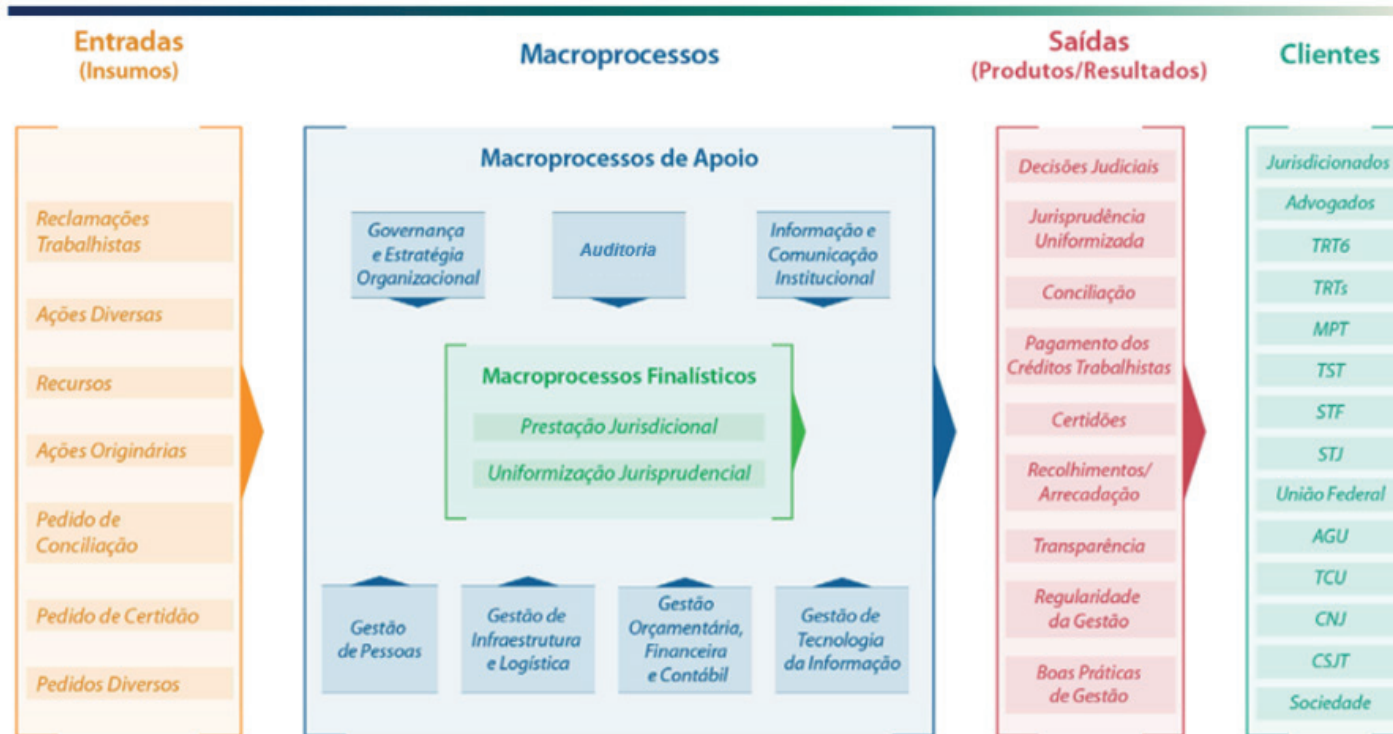 Entradas
(Insumos)
Reclamações
Trabalhistas
Ações Diversas
Recursos
Ações Originárias
Pedido de
Conciliação
Pedido de Certidão
Pedidos Diversos
Macroprocessos
Macroprocessos de Apoio
Governança
e Estratégia
Organizacional
Auditoria
Informação e
Comunicação
Institucional
Macroprocessos Finalísticos
Prestação Jurisdicional
Uniformização Jurisprudencial
Gestão
de Pessoas
Gestão de
Infraestrutura
e Logística
Gestão
Orçamentária,
Financeira
e Contábil
Gestão de
Tecnologia
da Informação
Saídas
(Produtos/Resultados)
Decisões Judiciais
Jurisprudência
Uniformizada
Conciliação
Pagamento dos
Créditos Trabalhistas
Certidões
Recolhimentos/
Arrecadação
Transparência
Regularidade
da Gestão
Boas Práticas
de Gestão
Clientes
Jurisdicionados
Advogados
TRT6
TRTs
MPT
TST
STF
STJ
União Federal
AGU
TCU
CNJ
CSJT
Sociedade